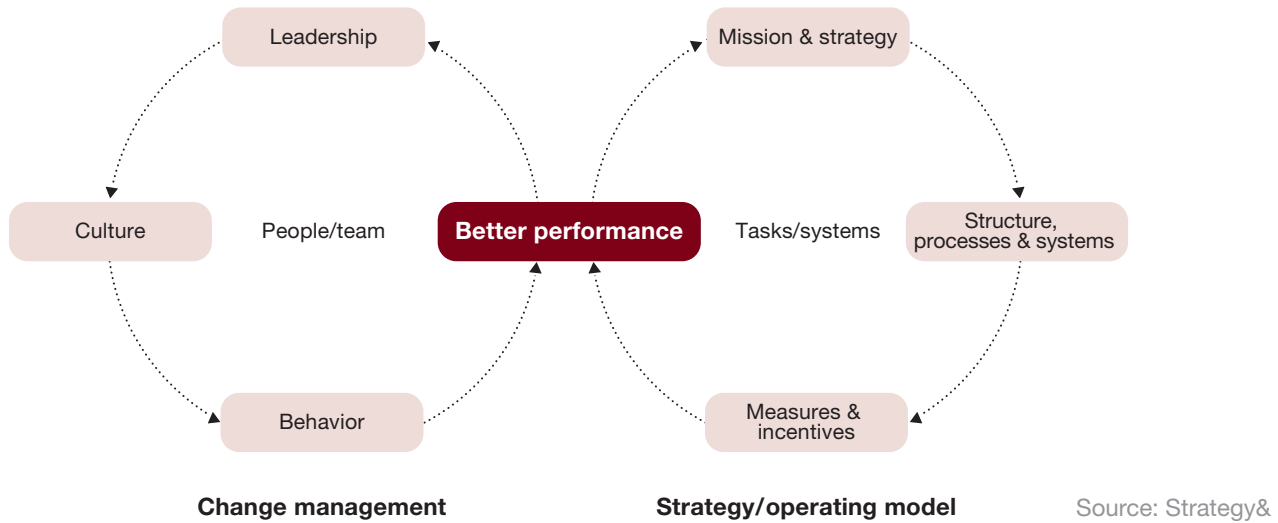 Leadership
Mission & strategy
Culture
People/team
Better performance
Tasks/systems
Structure,
processes & systems
Behavior
Measures &
incentives
Change management
Strategy/operating model
Source: Strategy&